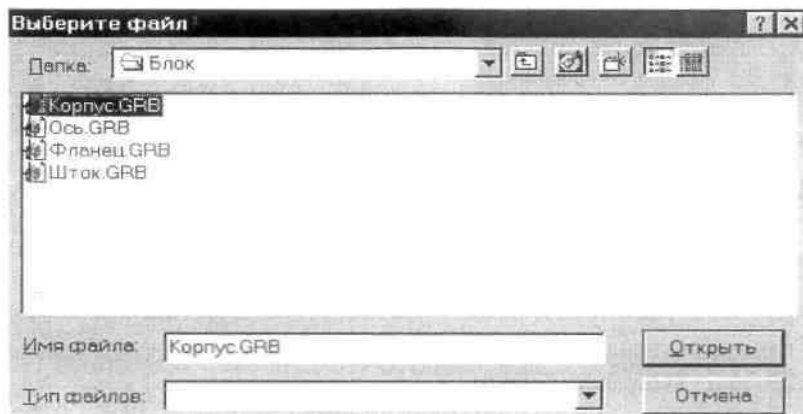 Выберите файл
Папка: Блок
Корпус.GRB
Ось.GRB
Фланец.GRB
Шток.GRB
Имя файла: Корпус.GRB Открыть
Тип файлов: Отмена